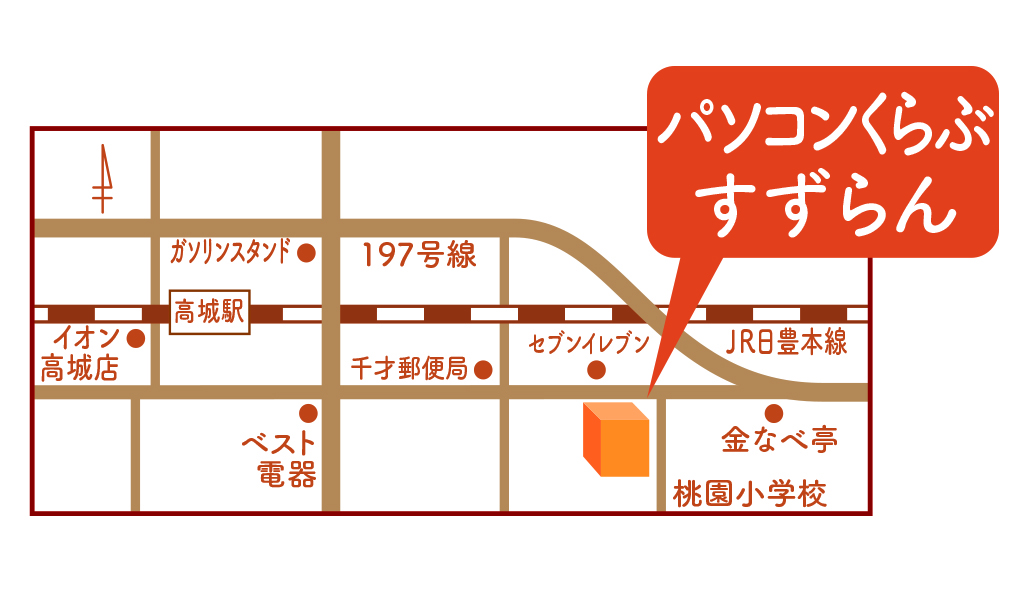 パソコンくらぶ
すずらん
ガソリンスタンド
197号線
高城駅
イオン
高城店
セブンイレブン
JR日豊本線
千才郵便局
ベスト
電器
金なべ亭
桃園小学校